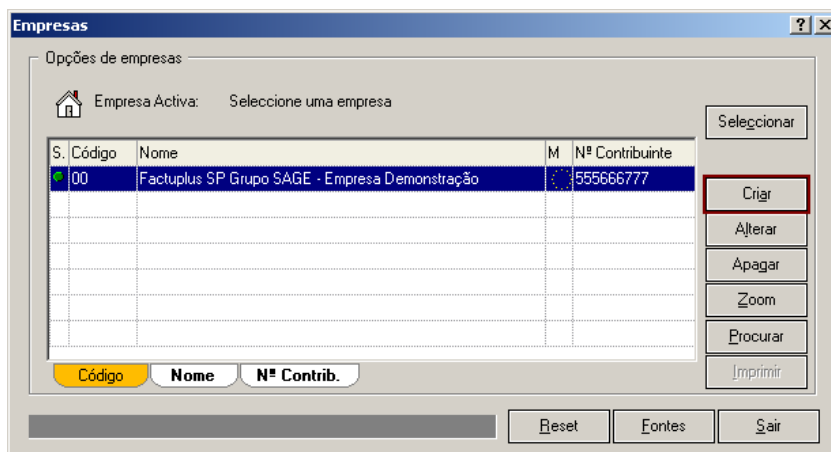 Empresas
Opções de empresas
Empresa Activa: Seleccione uma empresa
Seleccionar
S. Código Nome M Nº Contribuinte
00 Factuplus SP Grupo SAGE - Empresa Demonstração 555666777
Criar
Alterar
Apagar
Zoom
Procurar
Imprimir
Código Nome Nº Contrib.
Reset Fontes Sair